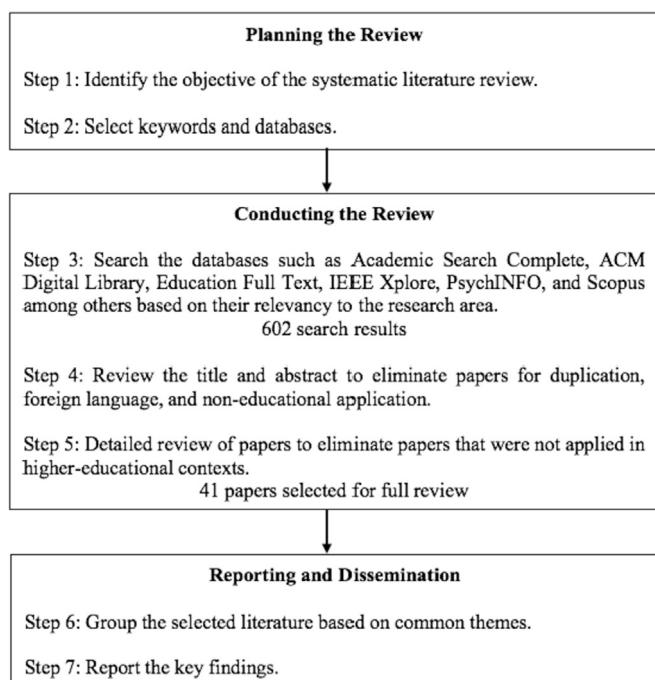 Planning the Review
Step 1: Identify the objective of the systematic literature review.
Step 2: Select keywords and databases.
Conducting the Review
Step 3: Search the databases such as Academic Search Complete, ACM
Digital Library, Education Full Text, IEEE Xplore, PsychINFO, and Scopus
among others based on their relevancy to the research area.
602 search results
Step 4: Review the title and abstract to eliminate papers for duplication,
foreign language, and non-educational application.
Step 5: Detailed review of papers to eliminate papers that were not applied in
higher-educational contexts.
41 papers selected for full review
Reporting and Dissemination
Step 6: Group the selected literature based on common themes.
Step 7: Report the key findings.